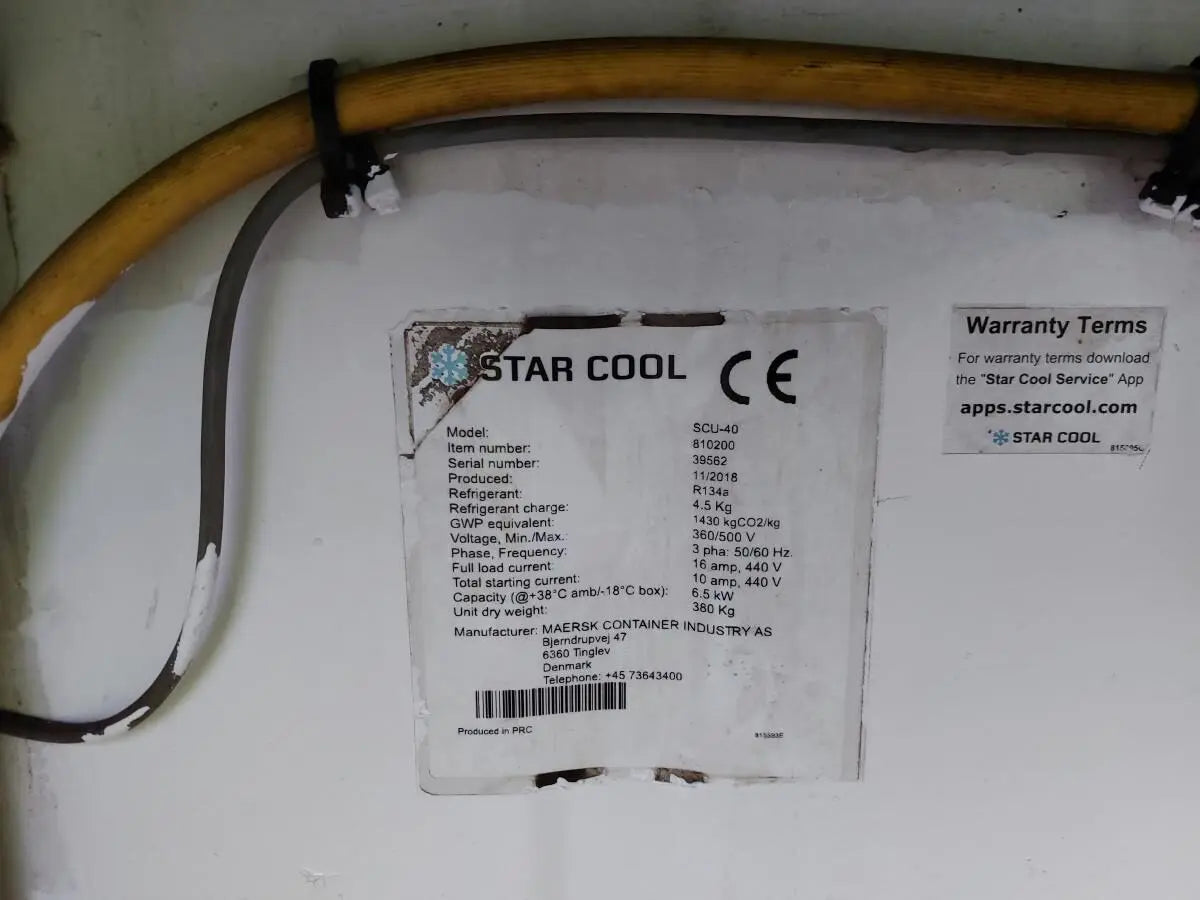 STAR COOL CE
Model: SCU-40
Item number: 810200
Serial number: 39562
Produced: 11/2018
Refrigerant: R134a
Refrigerant charge: 4.5 Kg
GWP equivalent: 1430 kgCO2/kg
Voltage, Min./Max.: 360/500 V
Phase, Frequency: 3 pha: 50/60 Hz.
Full load current: 16 amp, 440 V
Total starting current: 10 amp, 440 V
Capacity (@+38°C amb/-18°C box): 6.5 kW
Unit dry weight: 380 Kg
Manufacturer: MAERSK CONTAINER INDUSTRY AS
Bjerndrupvej 47
6360 Tinglev
Denmark
Telephone: +45 73643400
Produced in PRC
Warranty Terms
For warranty terms download
the "Star Cool Service" App
apps.starcool.com
STAR COOL